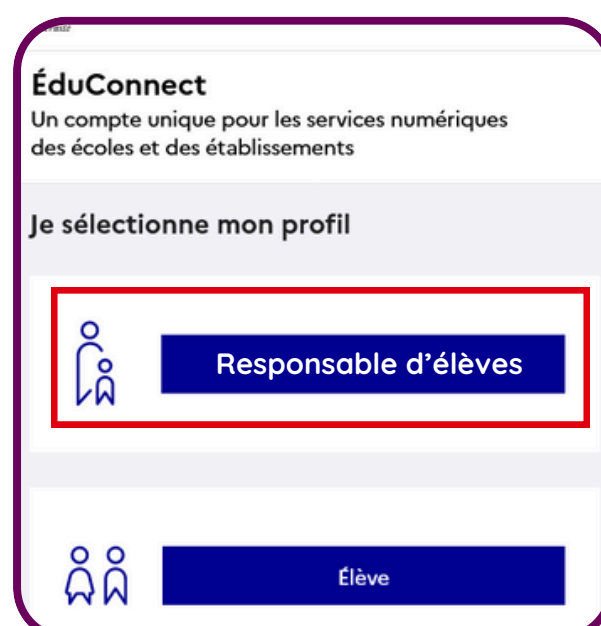 ÉduConnect
Un compte unique pour les services numériques
des écoles et des établissements
Je sélectionne mon profil
Responsable d’élèves
Élève